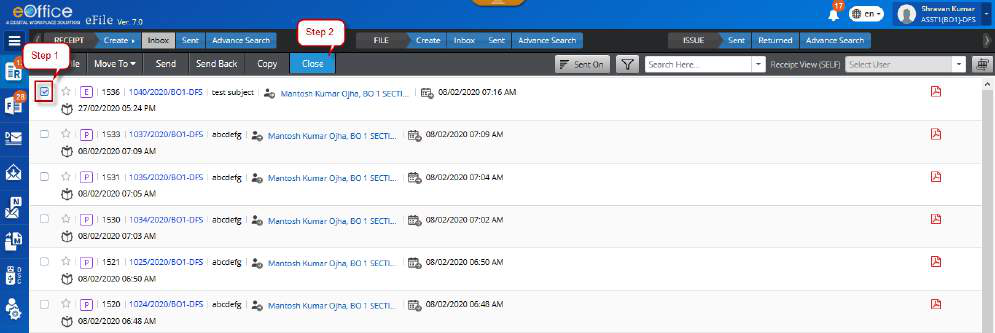 eOffice
A DIGITAL WORKPLACE SOLUTION
eFile Ver. 7.0
17
en
Shravan Kumar
ASST1(BO1)-DFS
RECEIPT Create Inbox Sent Advance Search
FILE Create Inbox Sent Advance Search
ISSUE Sent Returned Advance Search
Step 1
Step 2
Move To Send Send Back Copy Close
Sent On
Search Here...
Receipt View (SELF)
Select User
R
E 1536 1040/2020/BO1-DFS test subject Mantosh Kumar Ojha, BO 1 SECTI... 08/02/2020 07:16 AM
27/02/2020 05:24 PM
F 28
P 1533 1037/2020/BO1-DFS abcdefg Mantosh Kumar Ojha, BO 1 SECTI... 08/02/2020 07:09 AM
08/02/2020 07:09 AM
D
P 1531 1035/2020/BO1-DFS abcdefg Mantosh Kumar Ojha, BO 1 SECTI... 08/02/2020 07:04 AM
08/02/2020 07:05 AM
N
P 1530 1034/2020/BO1-DFS abcdefg Mantosh Kumar Ojha, BO 1 SECTI... 08/02/2020 07:02 AM
08/02/2020 07:03 AM
M
P 1521 1025/2020/BO1-DFS abcdefg Mantosh Kumar Ojha, BO 1 SECTI... 08/02/2020 06:50 AM
08/02/2020 06:50 AM
DSC
P 1520 1024/2020/BO1-DFS abcdefg Mantosh Kumar Ojha, BO 1 SECTI... 08/02/2020 06:48 AM
08/02/2020 06:48 AM